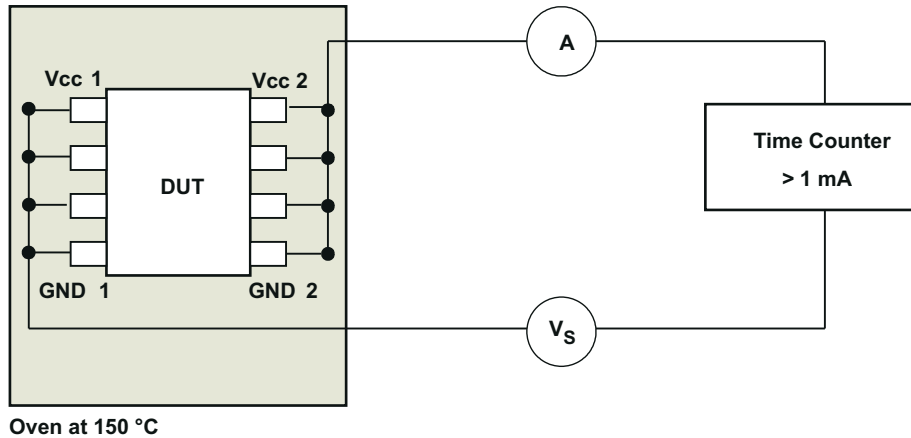 A
Vcc 1
Vcc 2
Time Counter
> 1 mA
DUT
GND 1
GND 2
VS
Oven at 150 °C